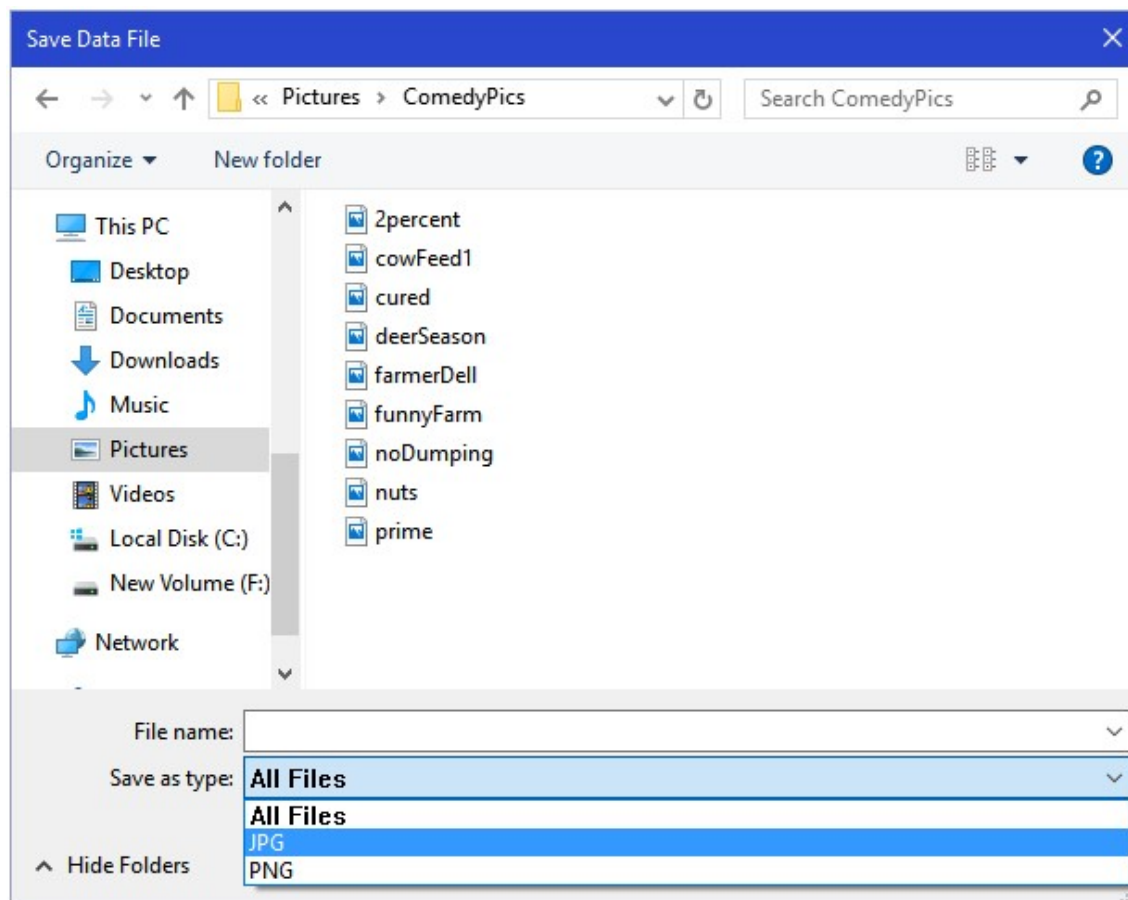 Save Data File
« Pictures > ComedyPics
Search ComedyPics
Organize
New folder
?
This PC
Desktop
Documents
Downloads
Music
Pictures
Videos
Local Disk (C:)
New Volume (F:)
Network
2percent
cowFeed1
cured
deerSeason
farmerDell
funnyFarm
noDumping
nuts
prime
File name:
Save as type: All Files
All Files
JPG
PNG
Hide Folders